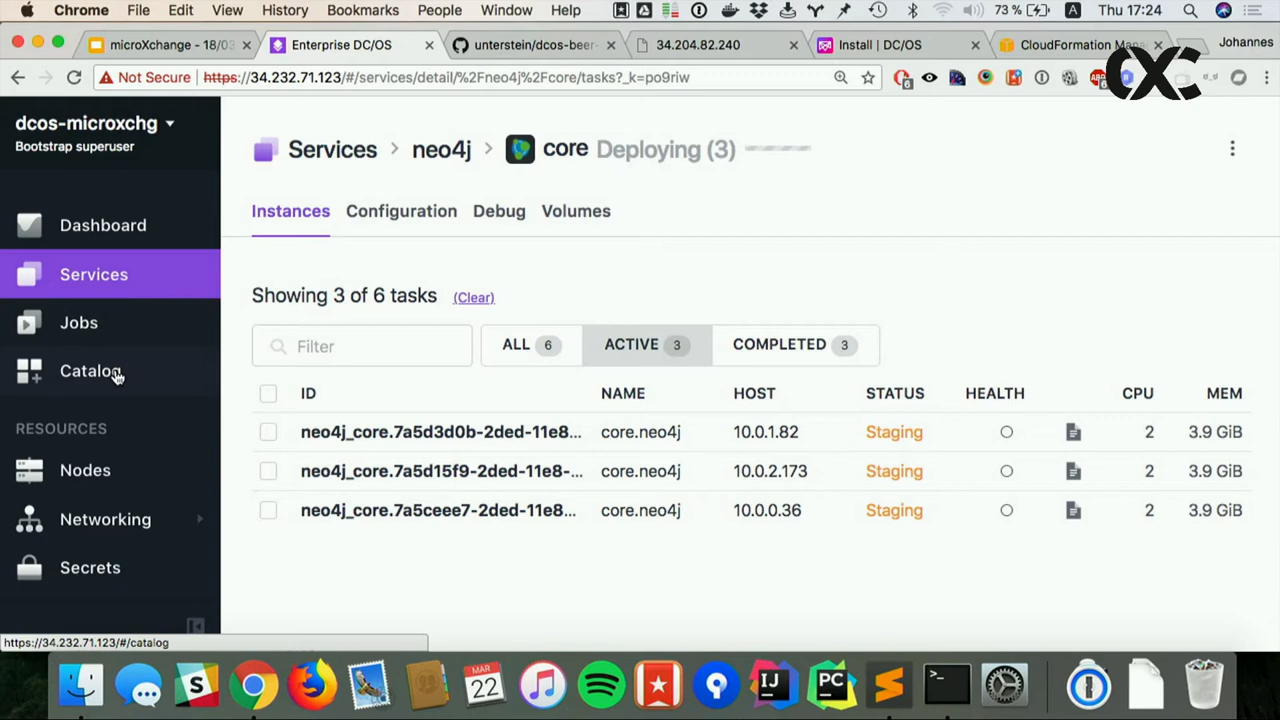 Chrome File Edit View History Bookmarks People Window Help 73 % A Thu 17:24
microXchange - 18/03 Enterprise DC/OS unterstein/dcos-beer- 34.204.82.240 Install | DC/OS CloudFormation Man Johannes
Not Secure https://34.232.71.123/#/services/detail/%2Fneo4j%2Fcore/tasks?_k=po9riw
cxc
dcos-microxchg
Bootstrap superuser
Dashboard
Services
Jobs
Catalog
RESOURCES
Nodes
Networking
Secrets
Services > neo4j > core Deploying (3)
Instances Configuration Debug Volumes
Showing 3 of 6 tasks (Clear)
Filter ALL 6 ACTIVE 3 COMPLETED 3
ID NAME HOST STATUS HEALTH CPU MEM
neo4j_core.7a5d3d0b-2ded-11e8... core.neo4j 10.0.1.82 Staging 2 3.9 GiB
neo4j_core.7a5d15f9-2ded-11e8-... core.neo4j 10.0.2.173 Staging 2 3.9 GiB
neo4j_core.7a5ceee7-2ded-11e8... core.neo4j 10.0.0.36 Staging 2 3.9 GiB
https://34.232.71.123/#/catalog
MAR
22
IJ
PC
>_